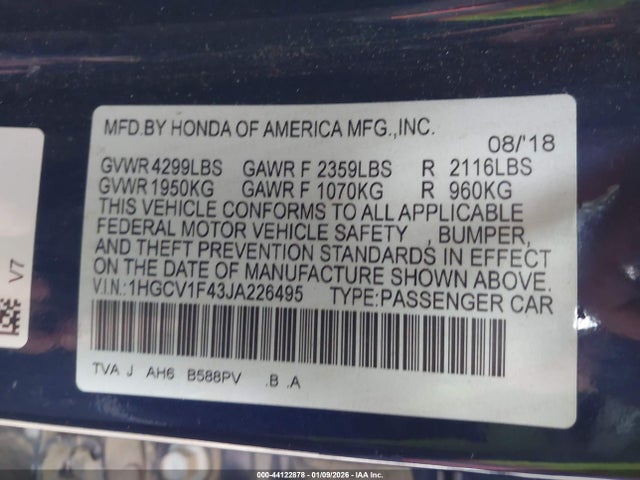 MFD.BY HONDA OF AMERICA MFG.,INC.
08/'18
GVWR 4299LBS GAWR F 2359LBS R 2116LBS
GVWR 1950KG GAWR F 1070KG R 960KG
THIS VEHICLE CONFORMS TO ALL APPLICABLE
FEDERAL MOTOR VEHICLE SAFETY , BUMPER,
AND THEFT PREVENTION STANDARDS IN EFFECT
ON THE DATE OF MANUFACTURE SHOWN ABOVE.
V.I.N.:1HGCV1F43JA226495 TYPE:PASSENGER CAR
TVA J AH6 B588PV .B .A
V7
000-44122878 - 01/09/2026 - IAA Inc.